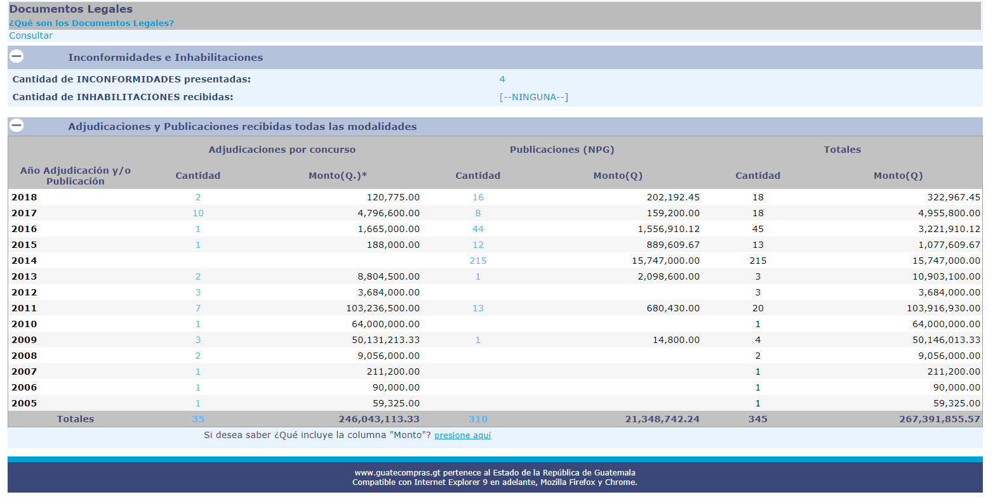 Documentos Legales
¿Qué son los Documentos Legales?
Consultar
Inconformidades e Inhabilitaciones
Cantidad de INCONFORMIDADES presentadas: 4
Cantidad de INHABILITACIONES recibidas: [--NINGUNA--]
Adjudicaciones y Publicaciones recibidas todas las modalidades
Adjudicaciones por concurso Publicaciones (NPG) Totales
Año Adjudicación y/o Publicación Cantidad Monto(Q.)* Cantidad Monto(Q) Cantidad Monto(Q)
2018 2 120,775.00 16 202,192.45 18 322,967.45
2017 10 4,796,600.00 8 159,200.00 18 4,955,800.00
2016 1 1,665,000.00 44 1,556,910.12 45 3,221,910.12
2015 1 188,000.00 12 889,609.67 13 1,077,609.67
2014 215 15,747,000.00 215 15,747,000.00
2013 2 8,804,500.00 1 2,098,600.00 3 10,903,100.00
2012 3 3,684,000.00 3 3,684,000.00
2011 7 103,236,500.00 13 680,430.00 20 103,916,930.00
2010 1 64,000,000.00 1 64,000,000.00
2009 3 50,131,213.33 1 14,800.00 4 50,146,013.33
2008 2 9,056,000.00 2 9,056,000.00
2007 1 211,200.00 1 211,200.00
2006 1 90,000.00 1 90,000.00
2005 1 59,325.00 1 59,325.00
Totales 35 246,043,113.33 310 21,348,742.24 345 267,391,855.57
Si desea saber ¿Qué incluye la columna "Monto"? presione aquí
www.guatecompras.gt pertenece al Estado de la República de Guatemala
Compatible con Internet Explorer 9 en adelante, Mozilla Firefox y Chrome.